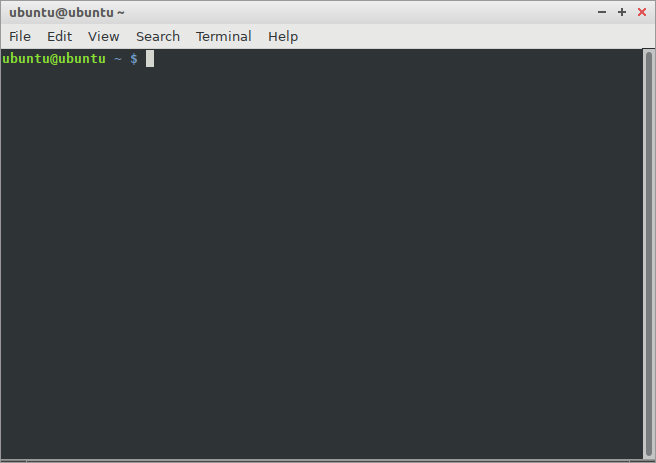 ubuntu@ubuntu ~
File Edit View Search Terminal Help
ubuntu@ubuntu ~ $